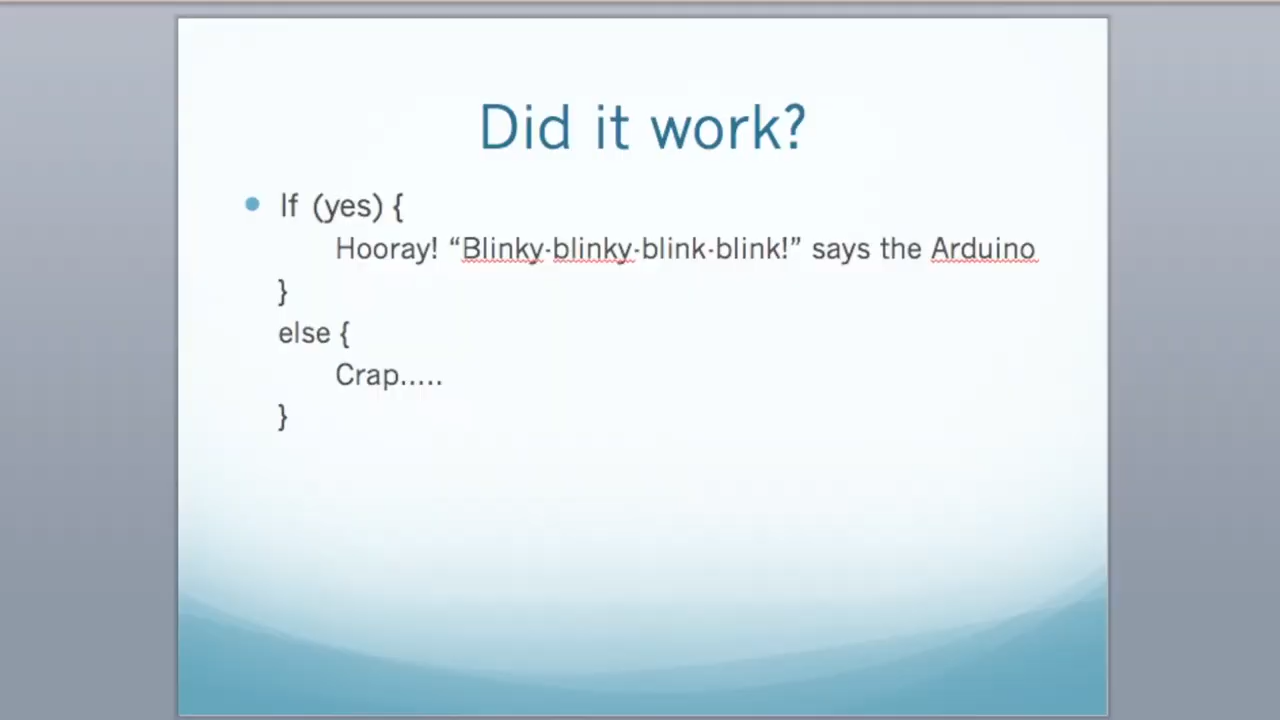 Did it work?
If (yes) {
Hooray! “Blinky-blinky-blink-blink!” says the Arduino
}
else {
Crap.....
}